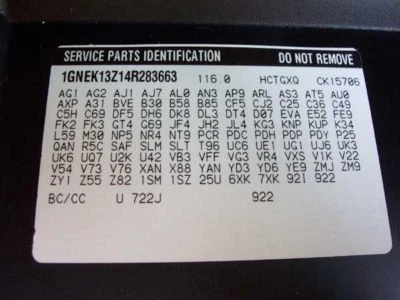 SERVICE PARTS IDENTIFICATION DO NOT REMOVE
1GNEK13Z14R283663 116.0 HCTGXQ CK15706
AG1 AG2 AJ1 AJ7 AL0 AN3 AP9 ARL AS3 AT5 AU0
AXP A31 BVE B30 B58 B85 CF5 CJ2 C25 C36 C49
C5H C69 DF5 DH6 DK8 DL3 DT4 D07 EVA E52 FE9
FK2 FK3 GT4 G69 JF4 JH2 JL4 KG3 KNP KUP K34
L59 M30 NP5 NR4 NT9 PCR PDC PDH PDP PDY P25
QAN R5C SAF SLM SLT T96 UC6 UE1 UG1 UJ6 UK3
UK6 UQ7 U2K U42 VB3 VFF VG3 VR4 VXS V1K V22
V54 V73 V76 XAN X88 YAN YD3 YD6 YE9 ZMJ ZM9
ZY1 Z55 Z82 1SM 1SZ 25U 6XK 7XK 92I 922
BC/CC U 722J 922